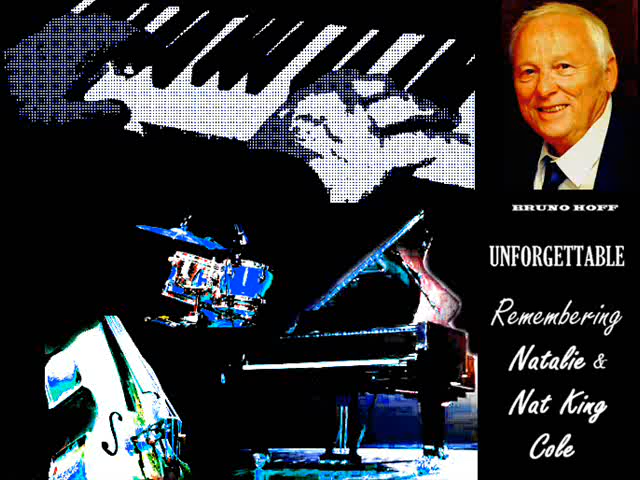 BRUNO HOFF
UNFORGETTABLE
Remembering
Natalie &
Nat King
Cole